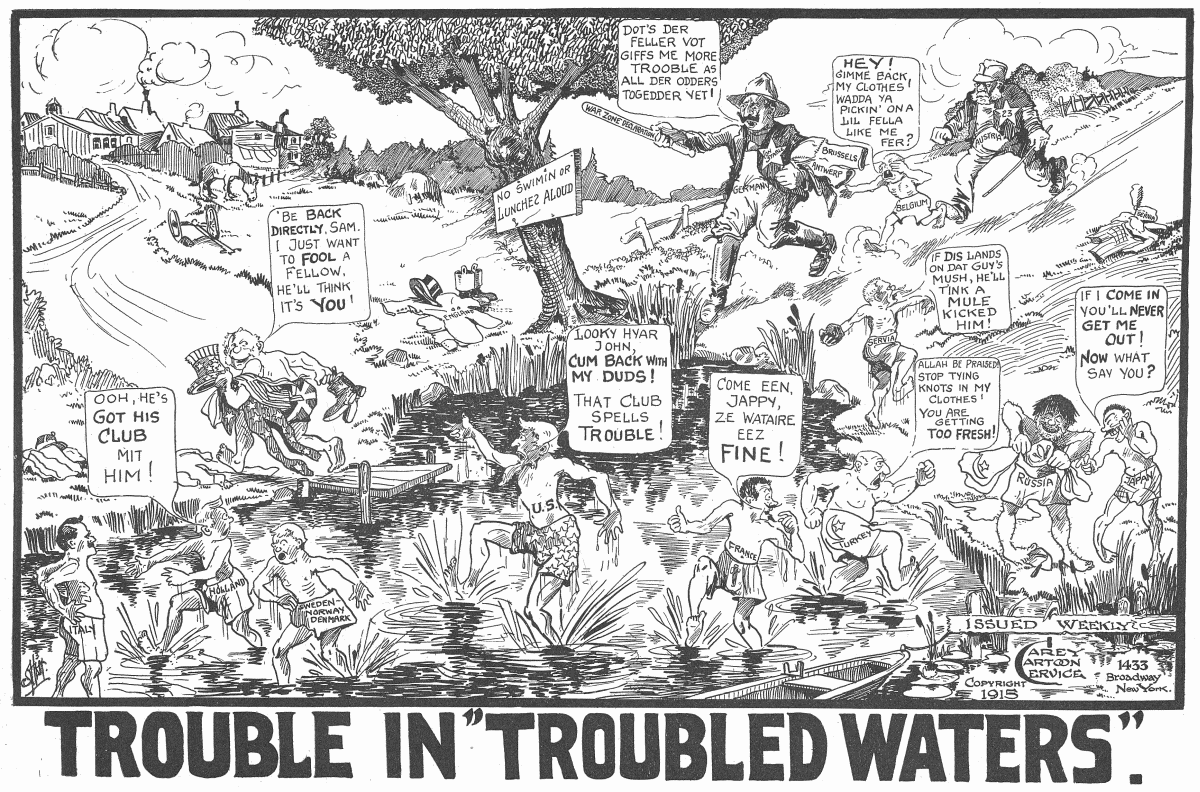 DOT'S DER
FELLER VOT
GIFFS ME MORE
TROOBLE AS
ALL DER ODDERS
TOGEDDER YET!
HEY!
GIMME BACK,
MY CLOTHES!
WADDA YA
PICKIN' ON A
LIL FELLA
LIKE ME
FER?
WAR ZONE DECLARATION
23
AUSTRIA
BRUSSELS
ANTWERP
GERMANY
BELGIUM
NO SWIMIN OR
LUNCHEZ ALOUD
'BE BACK
DIRECTLY, SAM.
I JUST WANT
TO FOOL A
FELLOW,
HE'LL THINK
IT'S YOU!
IF DIS LANDS
ON DAT GUY'S
MUSH, HE'LL
TINK A
MULE
KICKED
HIM!
IF I COME IN
YOU'LL NEVER
GET ME
OUT!
NOW WHAT
SAY YOU?
SERVIA
LOOKY HYAR
JOHN,
CUM BACK WITH
MY DUDS!
THAT CLUB
SPELLS
TROUBLE!
COME EEN,
JAPPY,
ZE WATAIRE
EEZ
FINE!
ALLAH BE PRAISED!
STOP TYING
KNOTS IN MY
CLOTHES!
YOU ARE
GETTING
TOO FRESH!
OOH, HE'S
GOT HIS
CLUB
MIT
HIM!
RUSSIA
JAPAN
U.S.
TURKEY
FRANCE
HOLLAND
SWEDEN-
NORWAY
DENMARK
ITALY
ISSUED WEEKLY
CAREY
CARTOON
SERVICE
1433
Broadway
New York.
COPYRIGHT
1915
TROUBLE IN "TROUBLED WATERS".